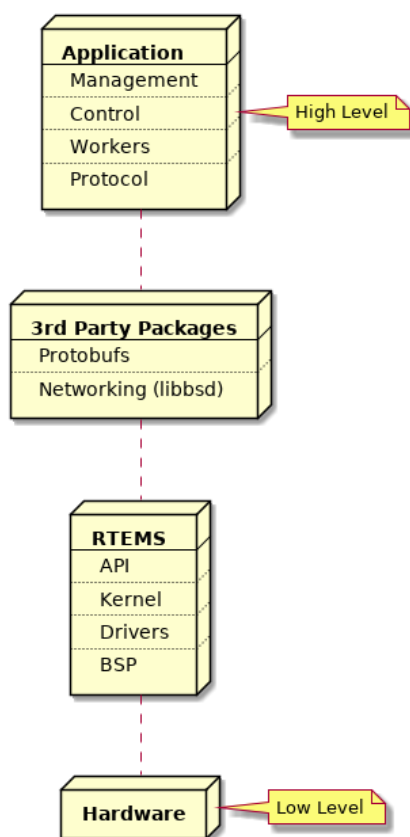 Application
Management
Control
High Level
Workers
Protocol
3rd Party Packages
Protobufs
Networking (libbsd)
RTEMS
API
Kernel
Drivers
BSP
Hardware
Low Level